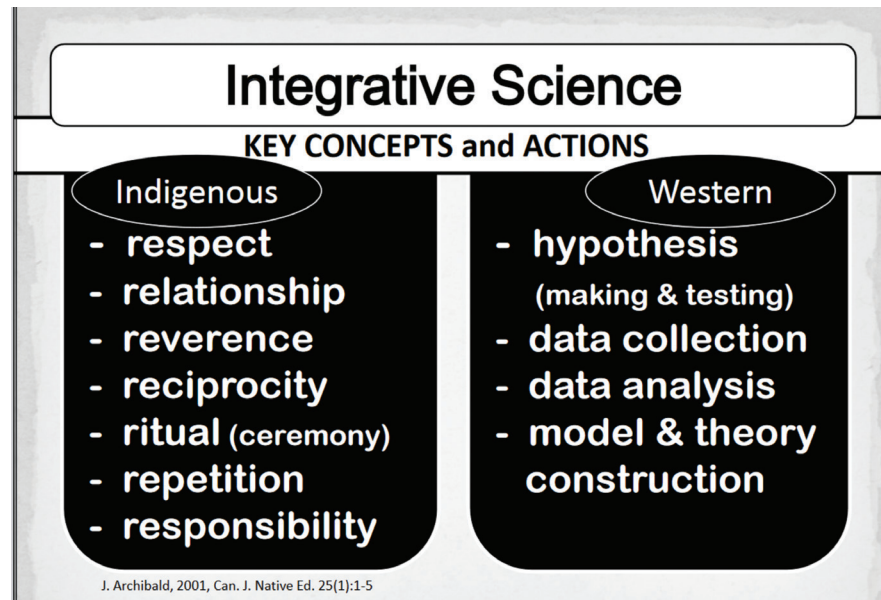 Integrative Science
KEY CONCEPTS and ACTIONS
Indigenous
- respect
- relationship
- reverence
- reciprocity
- ritual (ceremony)
- repetition
- responsibility
Western
- hypothesis
(making & testing)
- data collection
- data analysis
- model & theory
construction
J. Archibald, 2001, Can. J. Native Ed. 25(1):1-5